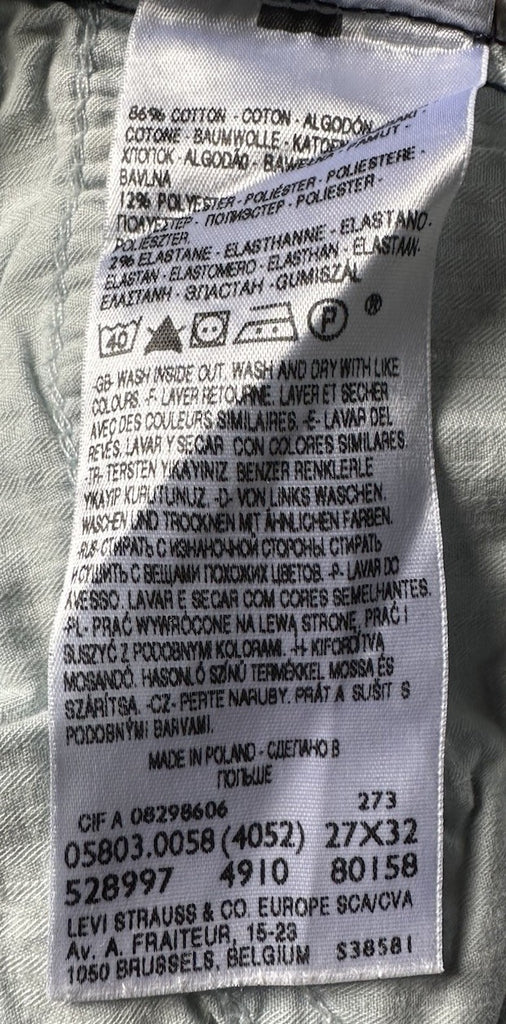 86% COTTON - COTON - ALGODÓN
COTONE - BAUMWOLLE - KATOEN
ХЛОПОК - ALGODÃO - BAWEŁNA PAMUT -
BAVLNA
12% POLYESTER - POLIÉSTER - POLIESTERE -
ΠΟΛΥΕΣΤΕΡ - ПОЛИЭСТЕР - POLIESTER -
POLIESZTER
2% ELASTANE - ELASTHANNE - ELASTANO -
ELASTAN - ELASTOMERO - ELASTHAN - ELASTAN -
ΕΛΑΣΤΑΝΗ - ЭЛАСТАН - GUMISZÁL
40 P ®
-GB- WASH INSIDE OUT. WASH AND DRY WITH LIKE
COLOURS. -F- LAVER RETOURNE. LAVER ET SECHER
AVEC DES COULEURS SIMILAIRES. -E- LAVAR DEL
REVÉS. LAVAR Y SECAR CON COLORES SIMILARES.
-TR- TERSTEN YIKAYINIZ. BENZER RENKLERLE
YIKAYIP KURUTUNUZ. -D- VON LINKS WASCHEN.
WASCHEN UND TROCKNEN MIT ÄHNLICHEN FARBEN.
-RUS- СТИРАТЬ С ИЗНАНОЧНОЙ СТОРОНЫ. СТИРАТЬ
И СУШИТЬ С ВЕЩАМИ ПОХОЖИХ ЦВЕТОВ. -P- LAVAR DO
AVESSO. LAVAR E SECAR COM CORES SEMELHANTES.
-PL- PRAĆ WYWRÓCONE NA LEWĄ STRONĘ, PRAĆ I
SUSZYĆ Z PODOBNYMI KOLORAMI. -H- KIFORDÍTVA
MOSANDÓ. HASONLÓ SZÍNŰ TERMÉKKEL MOSSA ÉS
SZÁRÍTSA. -CZ- PERTE NARUBY. PRÁT A SUŠIT S
PODOBNÝMI BARVAMI.
MADE IN POLAND - СДЕЛАНО В
ПОЛЬШЕ
CIF A 08298606 273
05803.0058 (4052) 27X32
528997 4910 80158
LEVI STRAUSS & CO. EUROPE SCA/CVA
Av. A. FRAITEUR, 15-23
1050 BRUSSELS, BELGIUM S38581